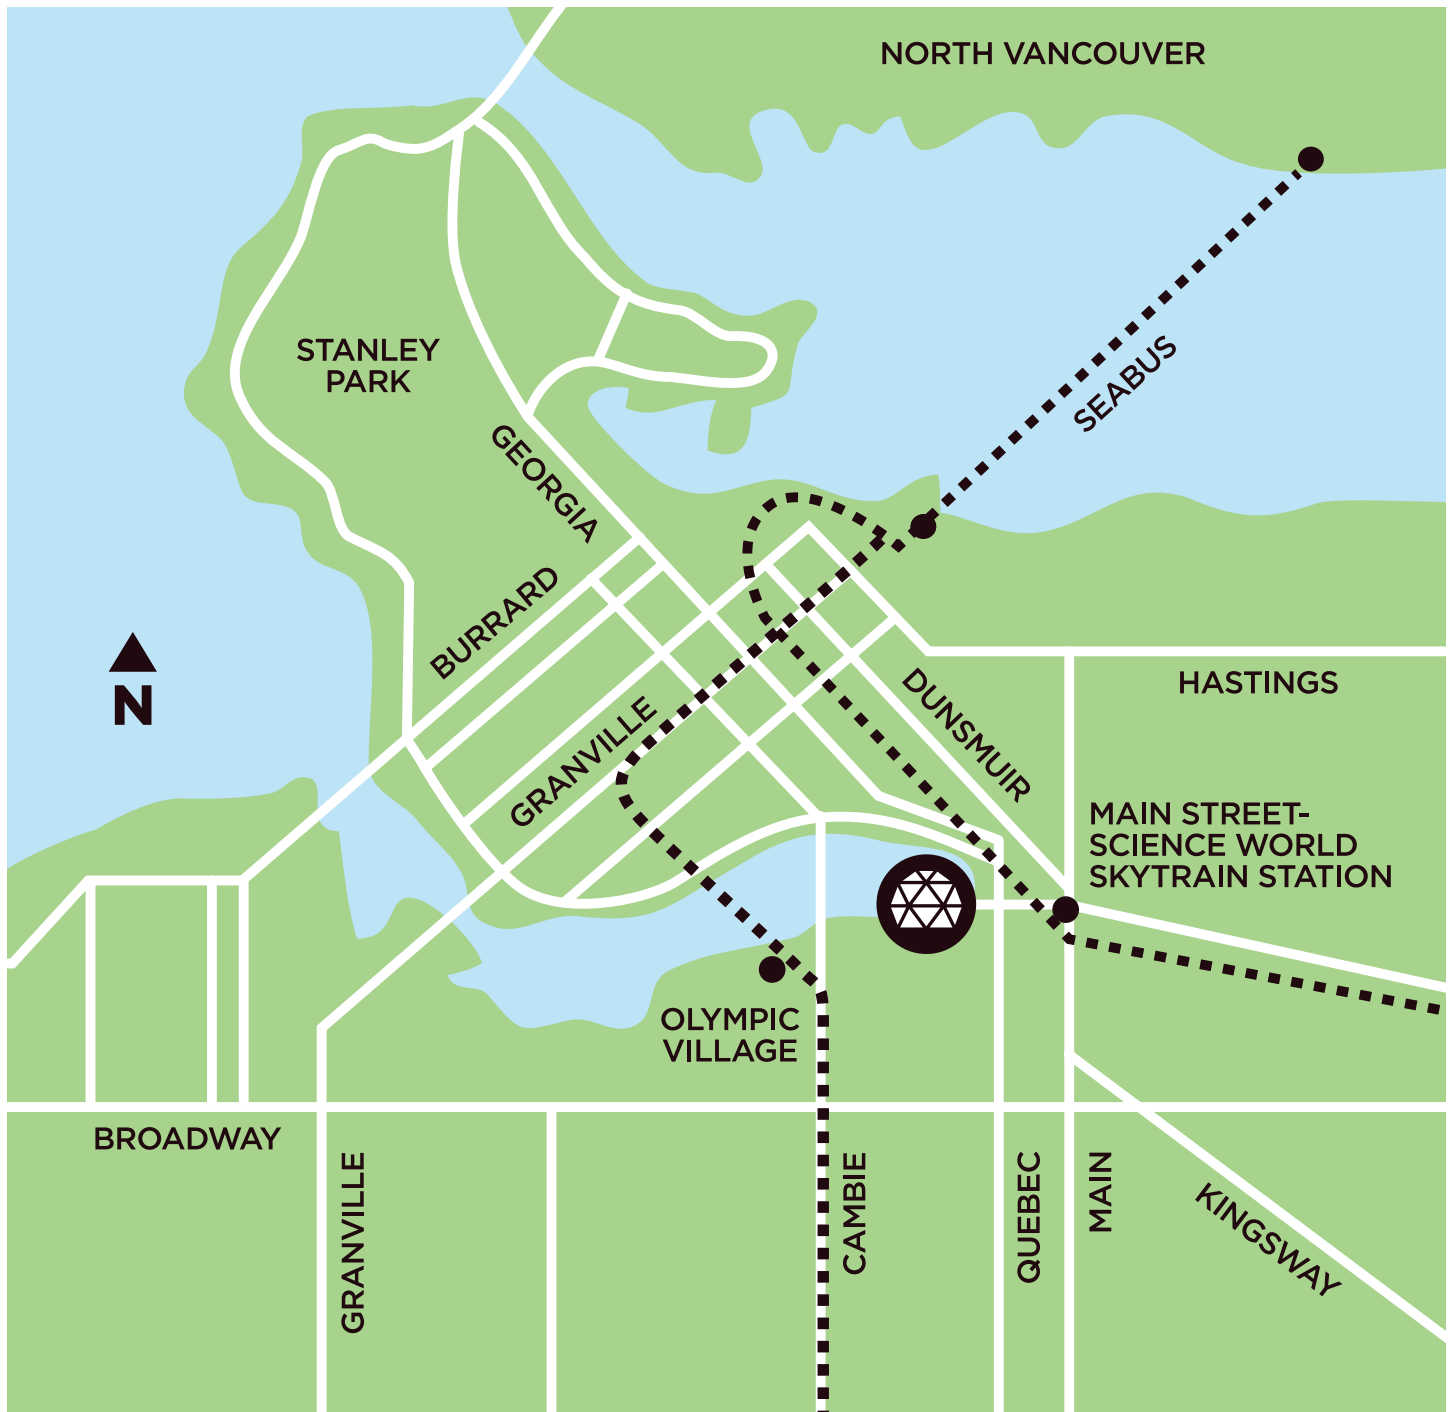 NORTH VANCOUVER
STANLEY
PARK
SEABUS
GEORGIA
BURRARD
N
HASTINGS
DUNSMUIR
GRANVILLE
MAIN STREET-
SCIENCE WORLD
SKYTRAIN STATION
OLYMPIC
VILLAGE
BROADWAY
GRANVILLE
CAMBIE
QUEBEC
MAIN
KINGSWAY